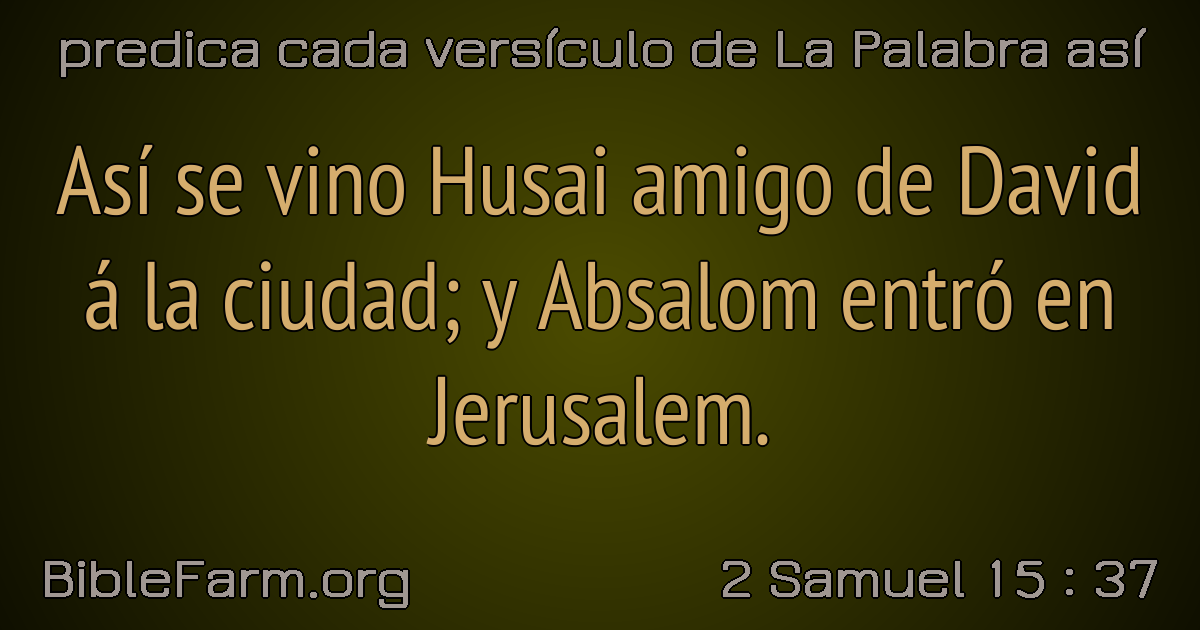 predica cada versículo de La Palabra así
Así se vino Husai amigo de David
á la ciudad; y Absalom entró en
Jerusalem.
BibleFarm.org
2 Samuel 15 : 37